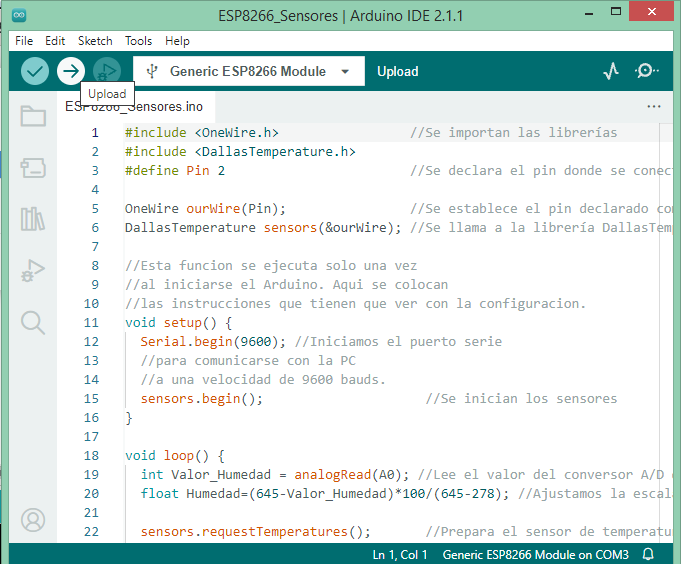 ESP8266_Sensores | Arduino IDE 2.1.1
File Edit Sketch Tools Help
Generic ESP8266 Module Upload
Upload
ESP8266_Sensores.ino
1 #include <OneWire.h> //Se importan las librerías
2 #include <DallasTemperature.h>
3 #define Pin 2 //Se declara el pin donde se conec
4
5 OneWire ourWire(Pin); //Se establece el pin declarado co
6 DallasTemperature sensors(&ourWire); //Se llama a la librería DallasTem
7
8 //Esta funcion se ejecuta solo una vez
9 //al iniciarse el Arduino. Aqui se colocan
10 //las instrucciones que tienen que ver con la configuracion.
11 void setup() {
12 Serial.begin(9600); //Iniciamos el puerto serie
13 //para comunicarse con la PC
14 //a una velocidad de 9600 bauds.
15 sensors.begin(); //Se inician los sensores
16 }
17
18 void loop() {
19 int Valor_Humedad = analogRead(A0); //Lee el valor del conversor A/D
20 float Humedad=(645-Valor_Humedad)*100/(645-278); //Ajustamos la escal
21
22 sensors.requestTemperatures(); //Prepara el sensor de temperatu
Ln 1, Col 1 Generic ESP8266 Module on COM3